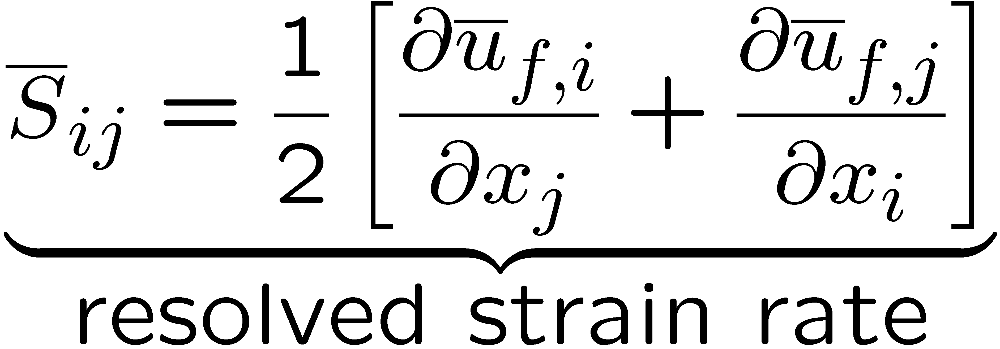 $\underbrace{\overline{S}_{ij} = \frac{1}{2} \left[ \frac{\partial \overline{u}_{f,i}}{\partial x_j} + \frac{\partial \overline{u}_{f,j}}{\partial x_i} \right]}$
resolved strain rate